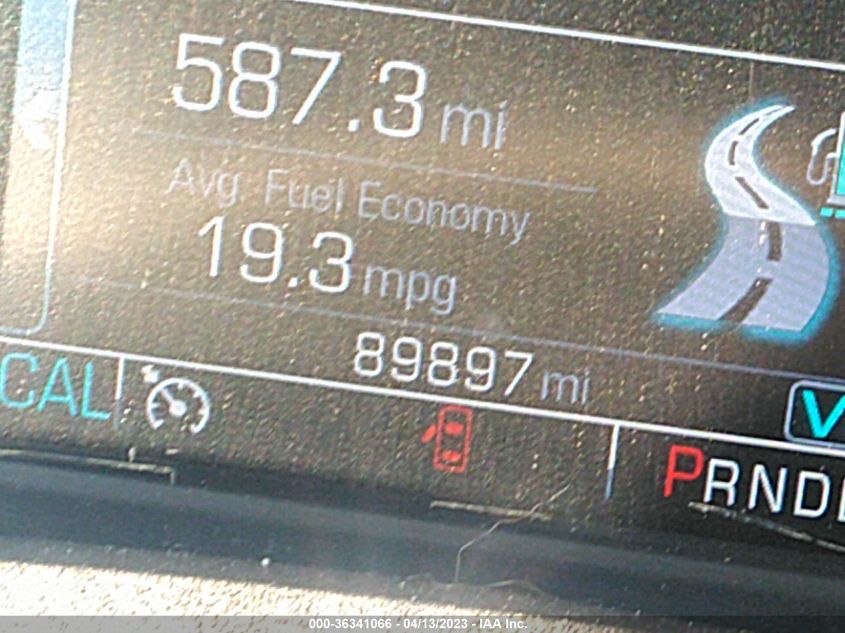 587.3 mi
Avg. Fuel Economy
19.3 mpg
89897 mi
CAL
V
PRND
000-36341066 - 04/13/2023 - IAA Inc.